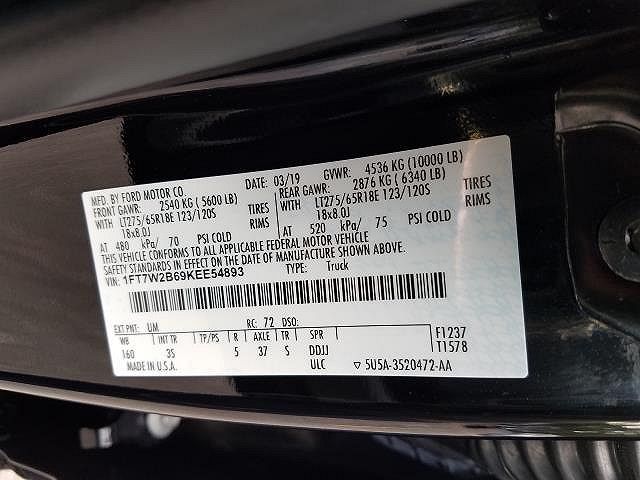 MFD. BY FORD MOTOR CO. DATE: 03/19 GVWR: 4536 KG (10000 LB)
FRONT GAWR: 2540 KG (5600 LB) REAR GAWR: 2876 KG (6340 LB)
WITH LT275/65R18E 123/120S TIRES WITH LT275/65R18E 123/120S TIRES
18x8.0J RIMS 18x8.0J RIMS
AT 480 kPa/ 70 PSI COLD AT 520 kPa/ 75 PSI COLD
THIS VEHICLE CONFORMS TO ALL APPLICABLE FEDERAL MOTOR VEHICLE
SAFETY STANDARDS IN EFFECT ON THE DATE OF MANUFACTURE SHOWN ABOVE.
VIN: 1FT7W2B69KEE54893 TYPE: Truck
EXT PNT: UM RC: 72 DSO:
WB INT TR TP/PS R AXLE TR SPR F1237
160 3S 5 37 S DDJJ T1578
MADE IN U.S.A. ULC ▽ 5U5A-3520472-AA